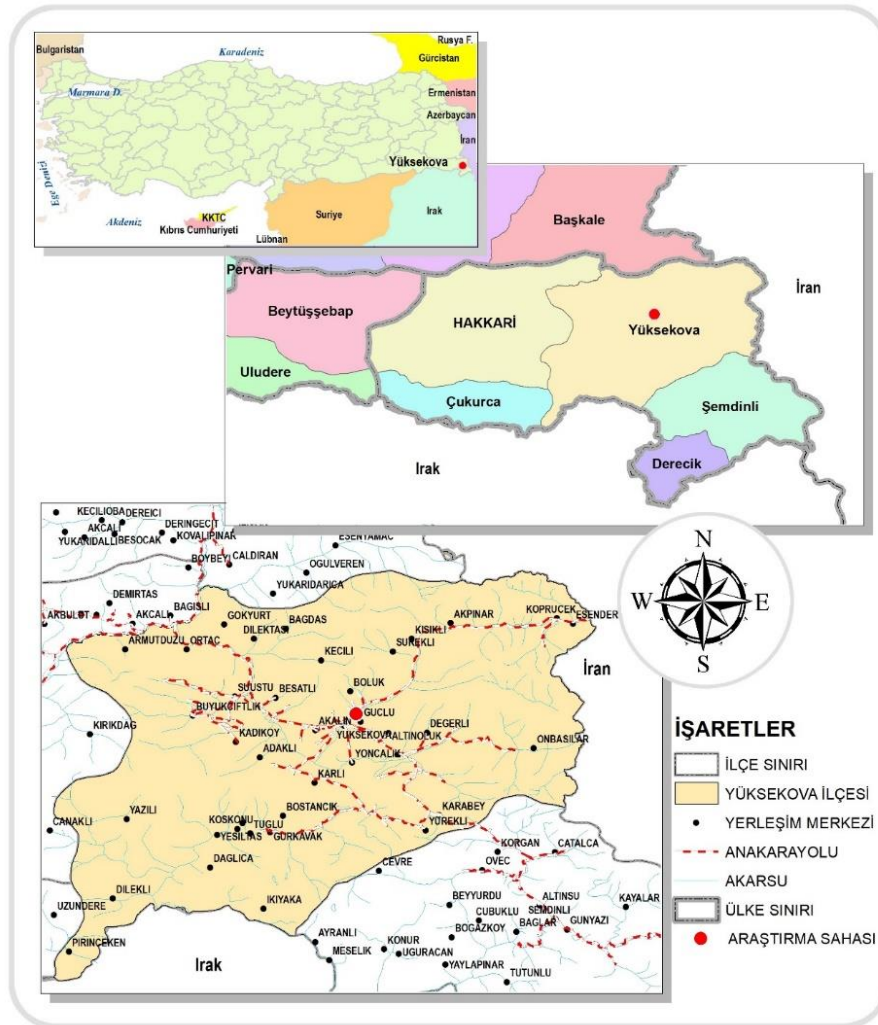 Rusya F.
Karadeniz
Bulgaristan
Gürcistan
Marmara D.
Ermenistan
Azerbaycan
İran
Yüksekova
Ege Denizi
KKTC
Suriye
Irak
Akdeniz
Kıbrıs Cumhuriyeti
Lübnan
Başkale
Pervari
İran
Beytüşşebap
HAKKARİ
Yüksekova
Uludere
Çukurca
Şemdinli
Irak
Derecik
KECILIOBA
DEREICI
AKCALI
DERINGECIT
YUKARIDALLI
BESOCAK
KOVALIPINAR
ESENYAMAC
BOYBEYI
CALDIRAN
OGULVEREN
YUKARIDARICA
DEMIRTAS
AKBULUT
AKCALI
BAGISLI
GOKYURT
BAGDAS
DILEKTASI
KISIKLI
AKPINAR
KOPRUCEK
ESENDER
SUREKLI
ARMUTDUZU
ORTAC
KECILI
İran
SUUSTU
BESATLI
BOLUK
BUYUKCIFTLIK
GUCLU
KIRIKDAG
AKALIN
YUKSEKOVA
ALTINOLUK
DEGERLI
KADIKOY
ADAKLI
YONCALIK
ONBASILAR
KARLI
BOSTANCIK
KARABEY
CANAKLI
YAZILI
KOSKONU
TUGLU
YESILTAS
GURKAVAK
YUREKLI
KORGAN
CATALCA
DAGLICA
CEVRE
OVEC
DILEKLI
IKIYAKA
UZUNDERE
BEYYURDU
ALTINSU
KAYALAR
CUBUKLU
SEMDINLI
BAGLAR
GUNYAZI
BOGAZKOY
PIRINCEKEN
Irak
AYRANLI
KONUR
MESELIK
UGURACAN
YAYLAPINAR
TUTUNLU
N
W
E
S
İŞARETLER
İLÇE SINIRI
YÜKSEKOVA İLÇESİ
YERLEŞİM MERKEZİ
ANAKARAYOLU
AKARSU
ÜLKE SINIRI
ARAŞTIRMA SAHASI